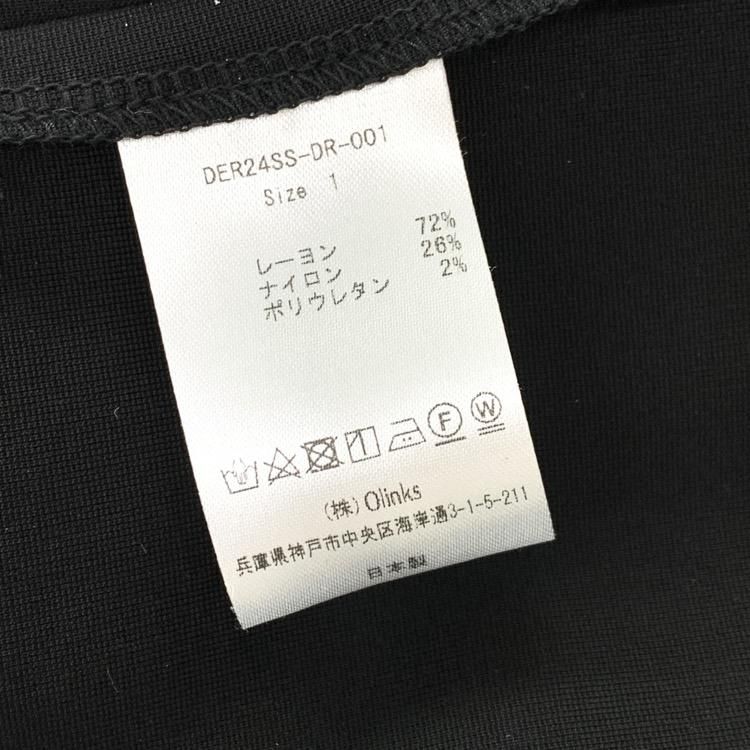 DER24SS-DR-001
Size 1
レーヨン 72%
ナイロン 26%
ポリウレタン 2%
F W
(株)Olinks
兵庫県神戸市中央区海岸通3-1-5-211
日本製